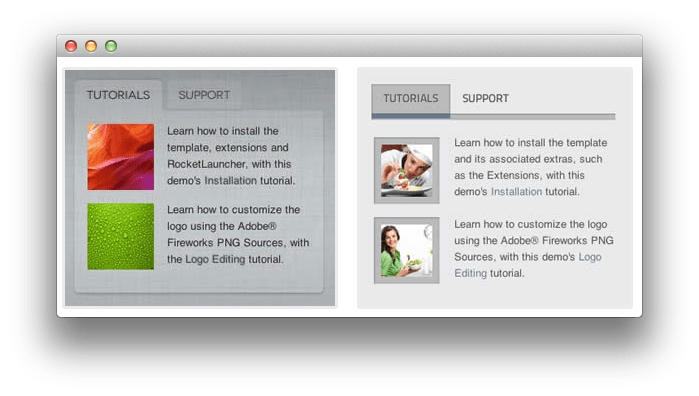 TUTORIALS
SUPPORT
Learn how to install the
template, extensions and
RocketLauncher, with this
demo's Installation tutorial.
Learn how to customize the
logo using the Adobe®
Fireworks PNG Sources, with
the Logo Editing tutorial.
TUTORIALS
SUPPORT
Learn how to install the template
and its associated extras, such
as the Extensions, with this
demo's Installation tutorial.
Learn how to customize the logo
using the Adobe® Fireworks PNG
Sources, with this demo's Logo
Editing tutorial.